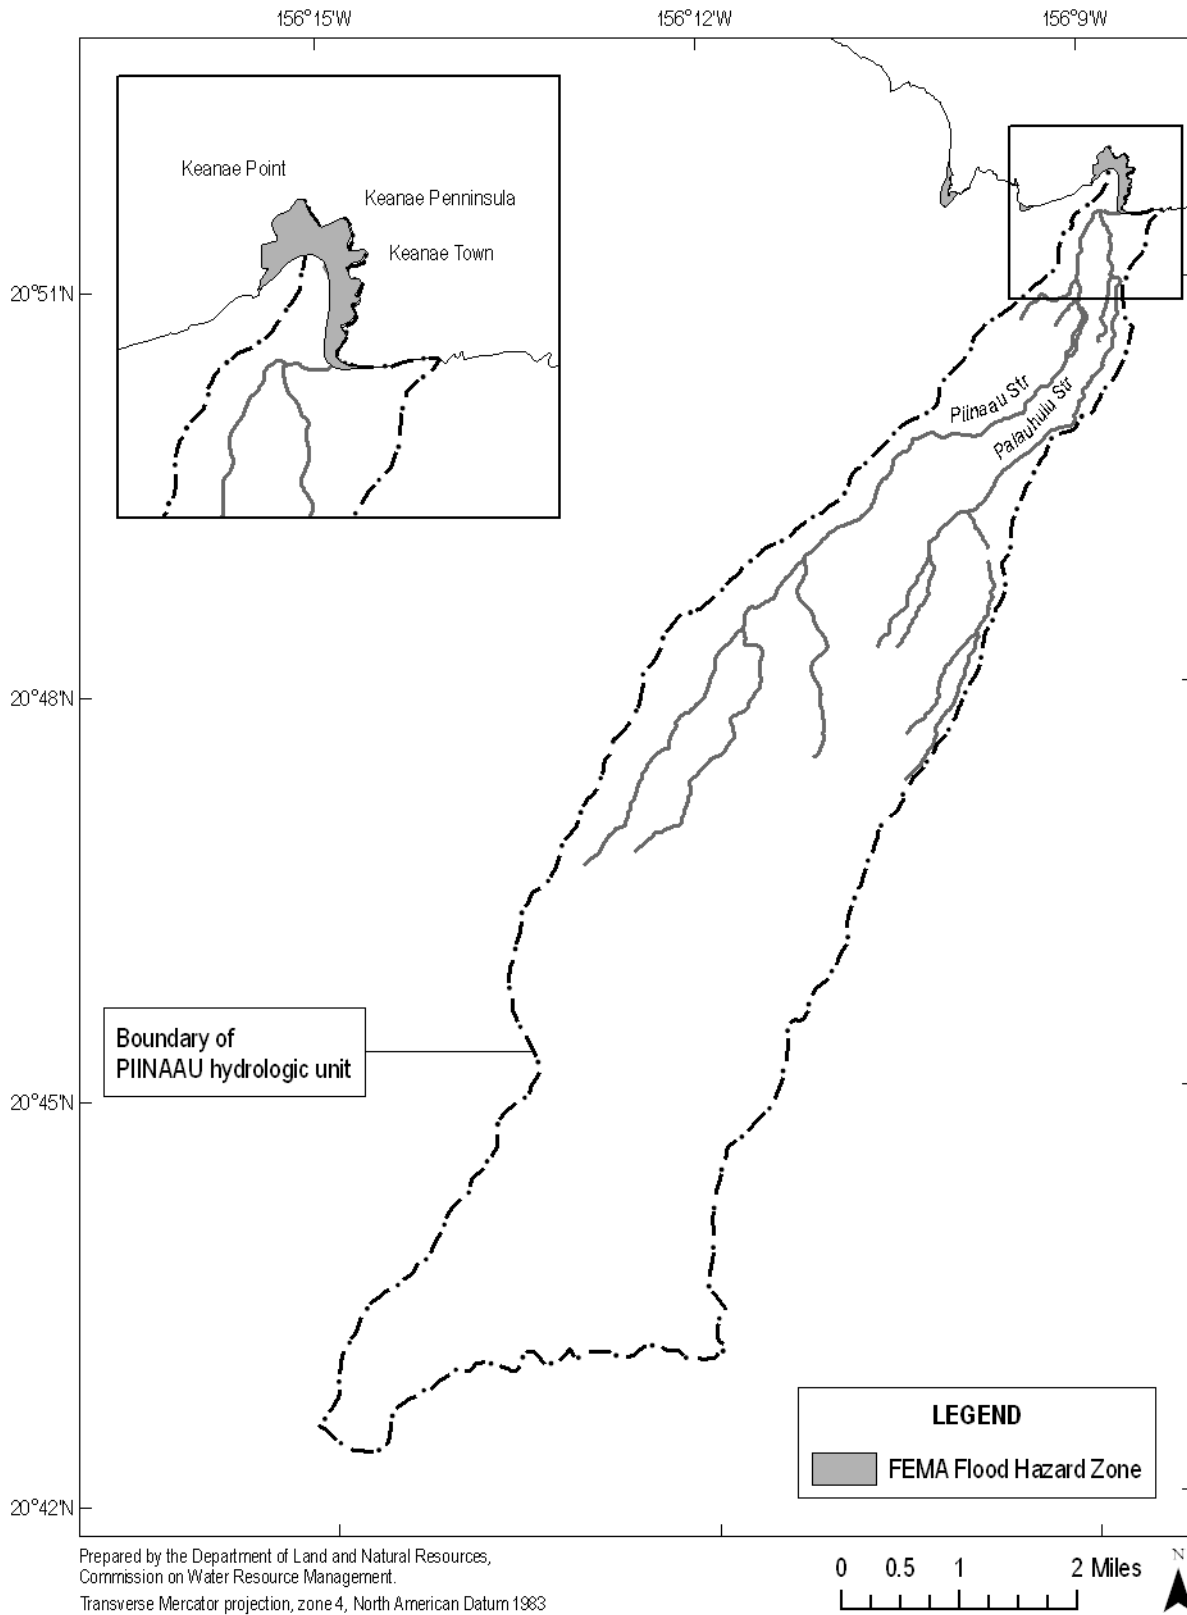 156°15'W
156°12'W
156°9'W
Keanae Point
Keanae Penninsula
Keanae Town
20°51'N
Piinaau Str
Palauhulu Str
20°48'N
Boundary of
PIINAAU hydrologic unit
20°45'N
LEGEND
FEMA Flood Hazard Zone
20°42'N
Prepared by the Department of Land and Natural Resources,
Commission on Water Resource Management.
Transverse Mercator projection, zone 4, North American Datum 1983
0 0.5 1 2 Miles
N